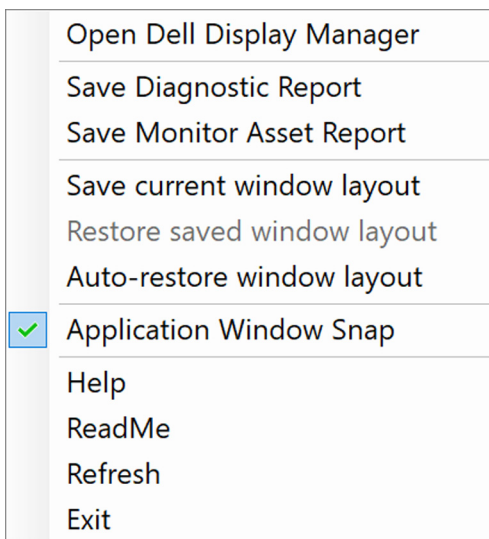 Open Dell Display Manager
Save Diagnostic Report
Save Monitor Asset Report
Save current window layout
Restore saved window layout
Auto-restore window layout
Application Window Snap
Help
ReadMe
Refresh
Exit